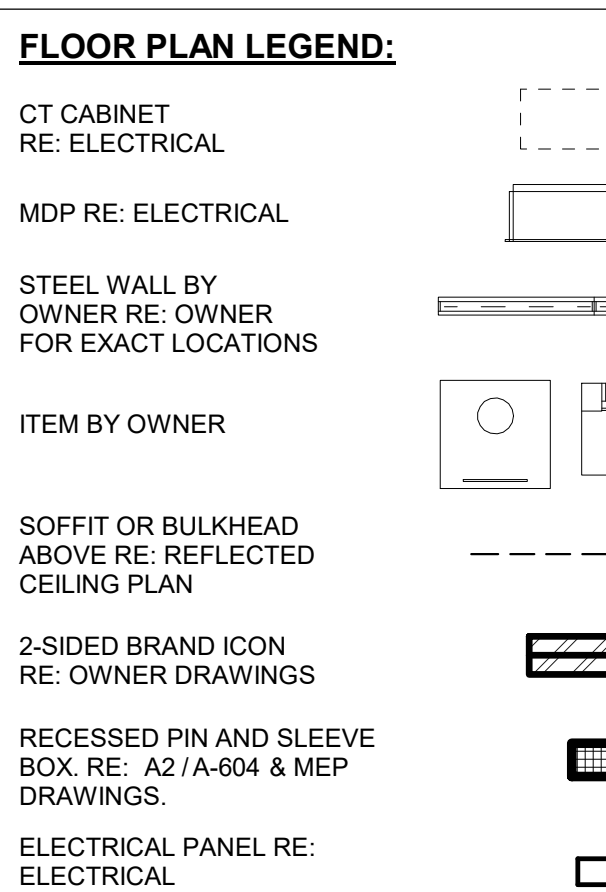 FLOOR PLAN LEGEND:
CT CABINET
RE: ELECTRICAL
MDP RE: ELECTRICAL
STEEL WALL BY
OWNER RE: OWNER
FOR EXACT LOCATIONS
ITEM BY OWNER
SOFFIT OR BULKHEAD
ABOVE RE: REFLECTED
CEILING PLAN
2-SIDED BRAND ICON
RE: OWNER DRAWINGS
RECESSED PIN AND SLEEVE
BOX. RE: A2 / A-604 & MEP
DRAWINGS.
ELECTRICAL PANEL RE:
ELECTRICAL